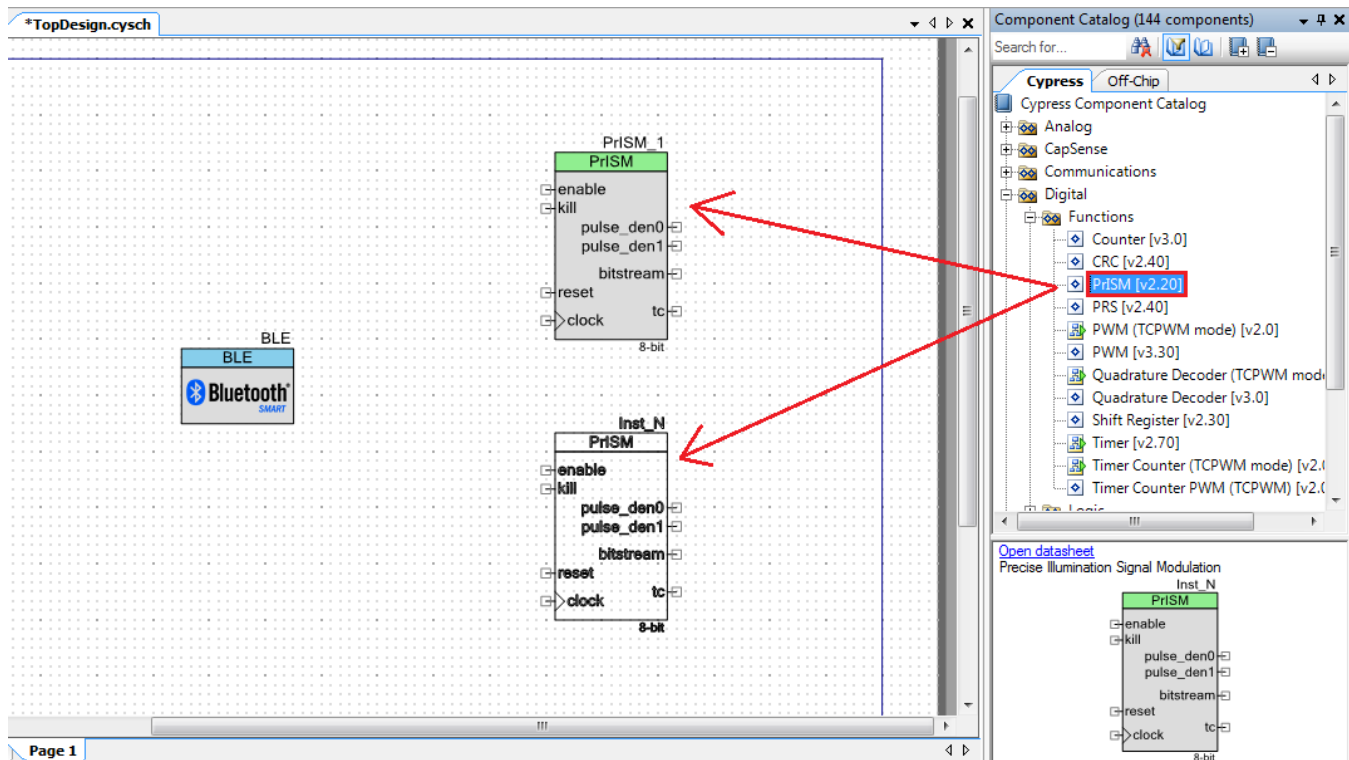 *TopDesign.cysch
PrISM_1
PrISM
enable
kill
pulse_den0
pulse_den1
bitstream
reset
tc
clock
8-bit
BLE
BLE
Bluetooth
SMART
Inst_N
PrISM
enable
kill
pulse_den0
pulse_den1
bitstream
reset
tc
clock
8-bit
Page 1
Component Catalog (144 components)
Search for...
Cypress
Off-Chip
Cypress Component Catalog
Analog
CapSense
Communications
Digital
Functions
Counter [v3.0]
CRC [v2.40]
PrISM [v2.20]
PRS [v2.40]
PWM (TCPWM mode) [v2.0]
PWM [v3.30]
Quadrature Decoder (TCPWM mod
Quadrature Decoder [v3.0]
Shift Register [v2.30]
Timer [v2.70]
Timer Counter (TCPWM mode) [v2.
Timer Counter PWM (TCPWM) [v2.
Logic
Open datasheet
Precise Illumination Signal Modulation
Inst_N
PrISM
enable
kill
pulse_den0
pulse_den1
bitstream
reset
tc
clock
8-bit